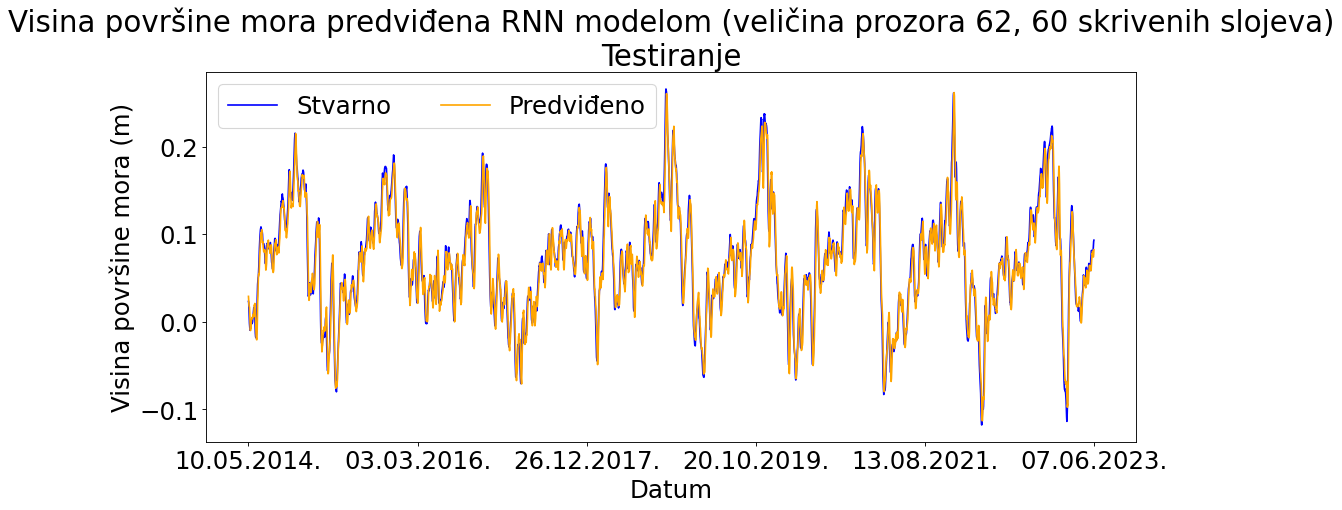 Visina površine mora predviđena RNN modelom (veličina prozora 62, 60 skrivenih slojeva)
Testiranje
Stvarno
Predviđeno
Visina površine mora (m)
0.2
0.1
0.0
−0.1
10.05.2014.
03.03.2016.
26.12.2017.
20.10.2019.
13.08.2021.
07.06.2023.
Datum